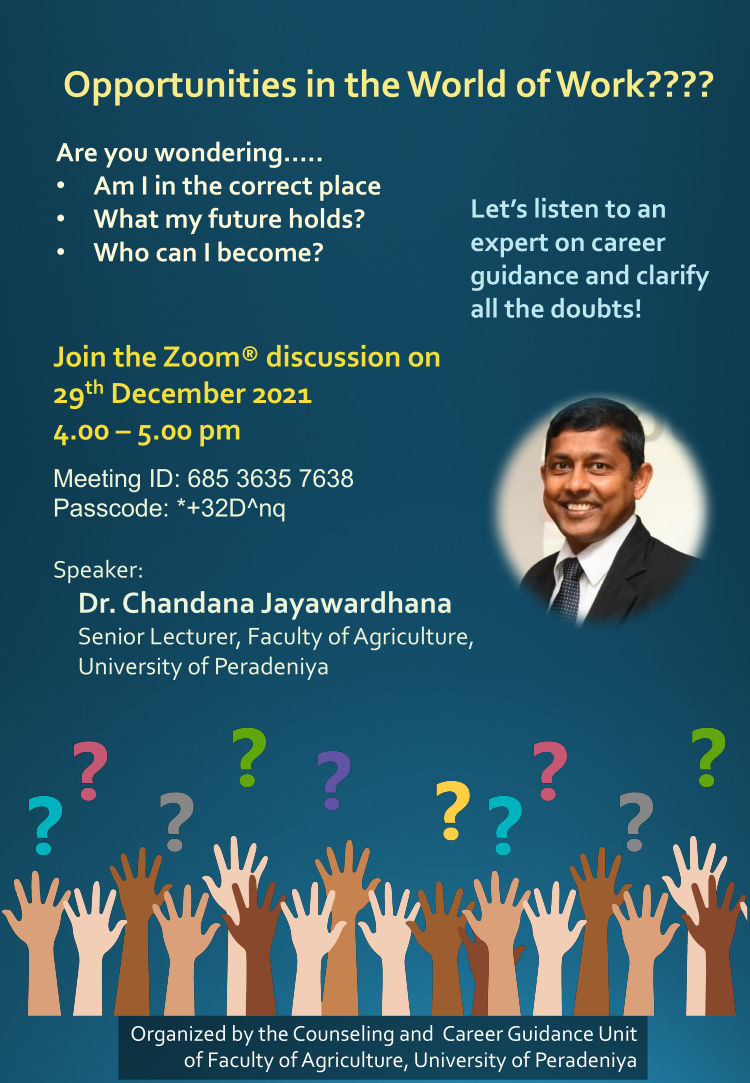 Opportunities in the World of Work????
Are you wondering.....
• Am I in the correct place
• What my future holds?
• Who can I become?
Let's listen to an
expert on career
guidance and clarify
all the doubts!
Join the Zoom® discussion on
29th December 2021
4.00 – 5.00 pm
Meeting ID: 685 3635 7638
Passcode: *+32D^nq
Speaker:
Dr. Chandana Jayawardhana
Senior Lecturer, Faculty of Agriculture,
University of Peradeniya
? ? ? ? ? ? ? ? ? ?
Organized by the Counseling and Career Guidance Unit
of Faculty of Agriculture, University of Peradeniya